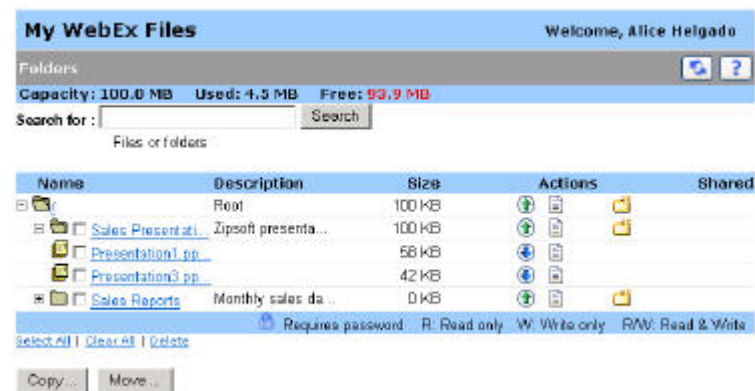 My WebEx Files Welcome, Alice Helgado
Folders
Capacity: 100.0 MB Used: 4.5 MB Free: 93.9 MB
Search for : Search
Files or folders
Name Description Size Actions Shared
/ Root 100 KB
Sales Presentati... Zipsoft presenta... 100 KB
Presentation1.pp... 58 KB
Presentation3.pp... 42 KB
Sales Reports Monthly sales da... 0 KB
Requires password R: Read only W: Write only R/W: Read & Write
Select All | Clear All | Delete
Copy... Move...